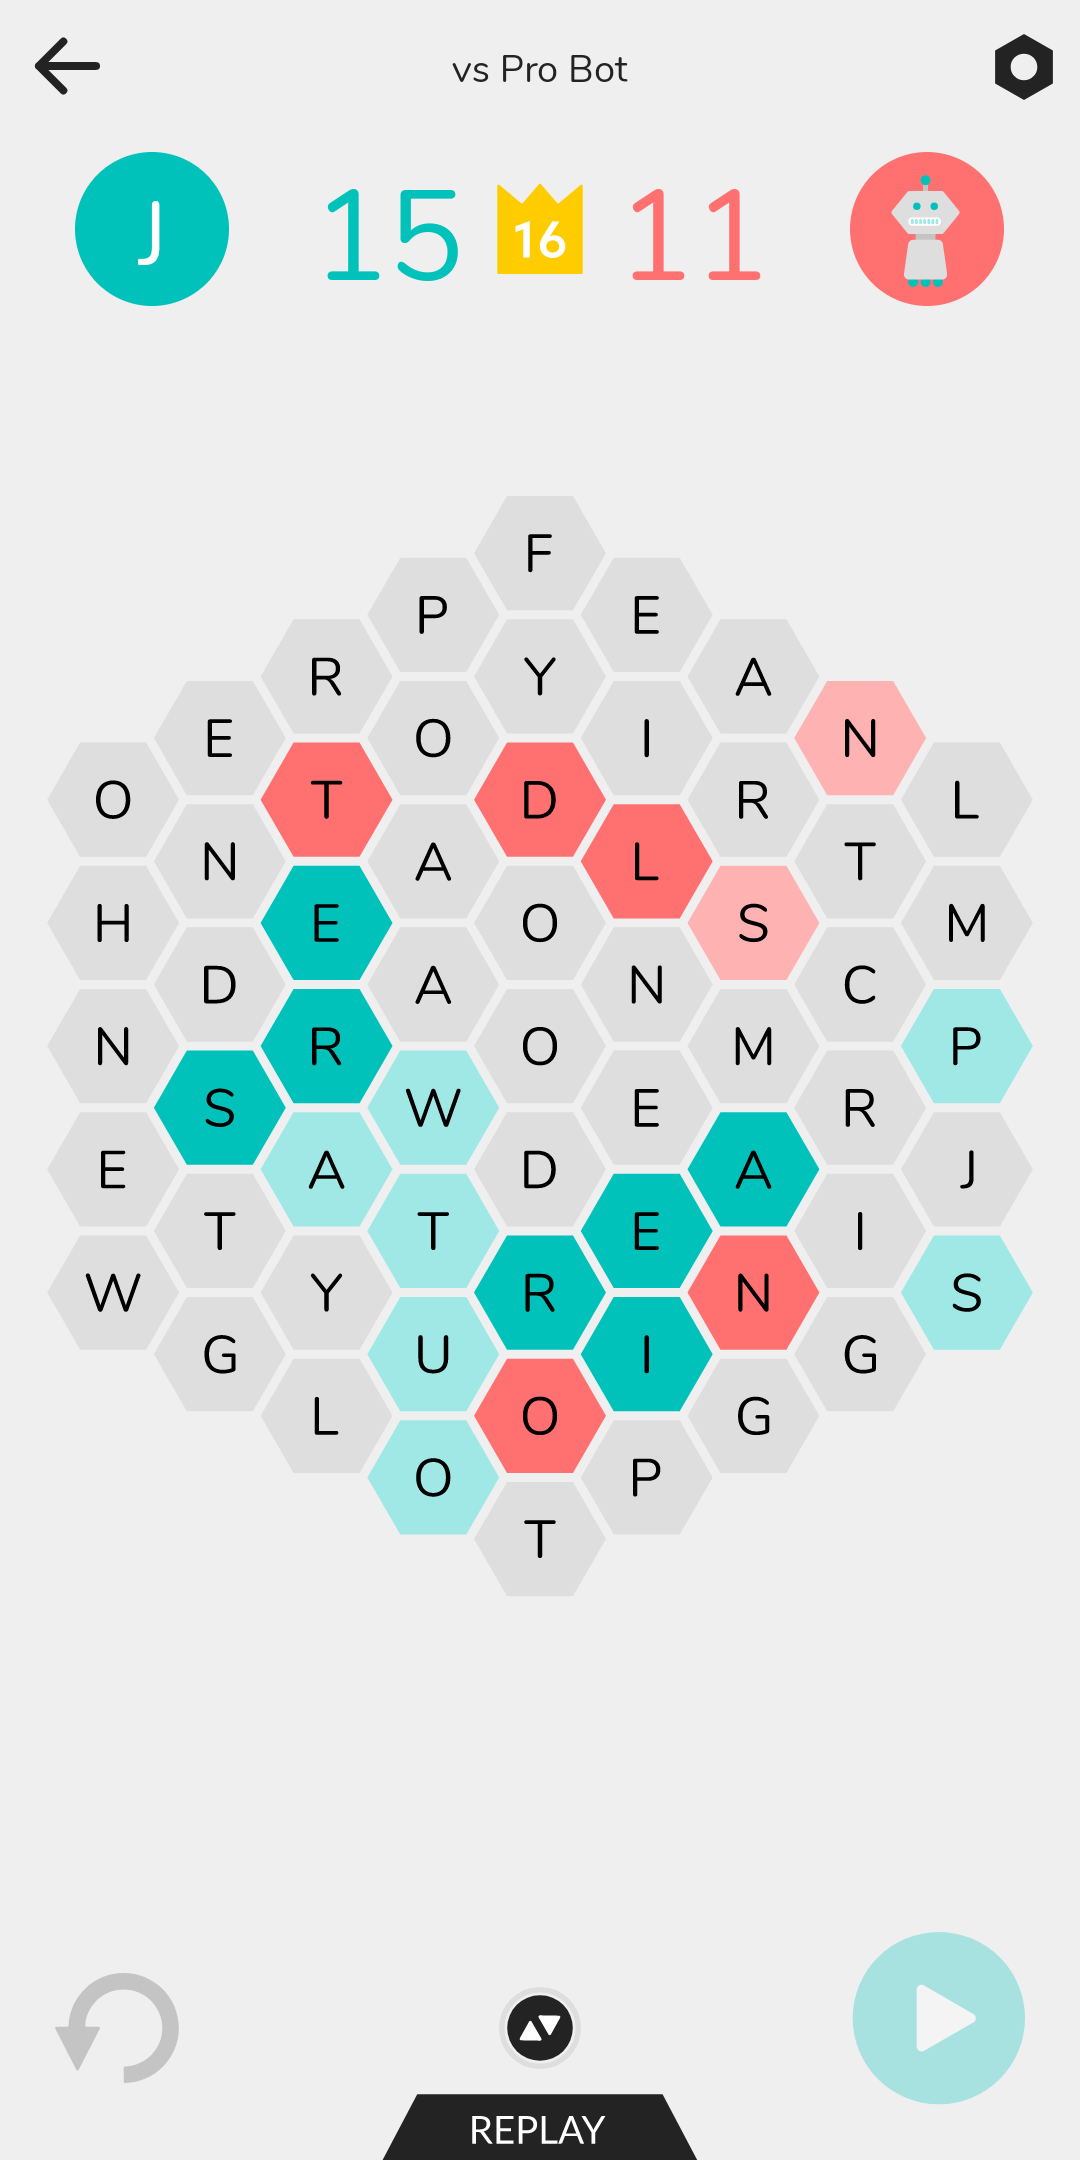 vs Pro Bot
J 15 16 11
F
P E
R Y A
E O I N
O T D R L
N A L T
H E O S M
D A N C
N R O M P
S W E R
E A D A J
T T E I
W Y R N S
G U I G
L O G
O P
T
REPLAY